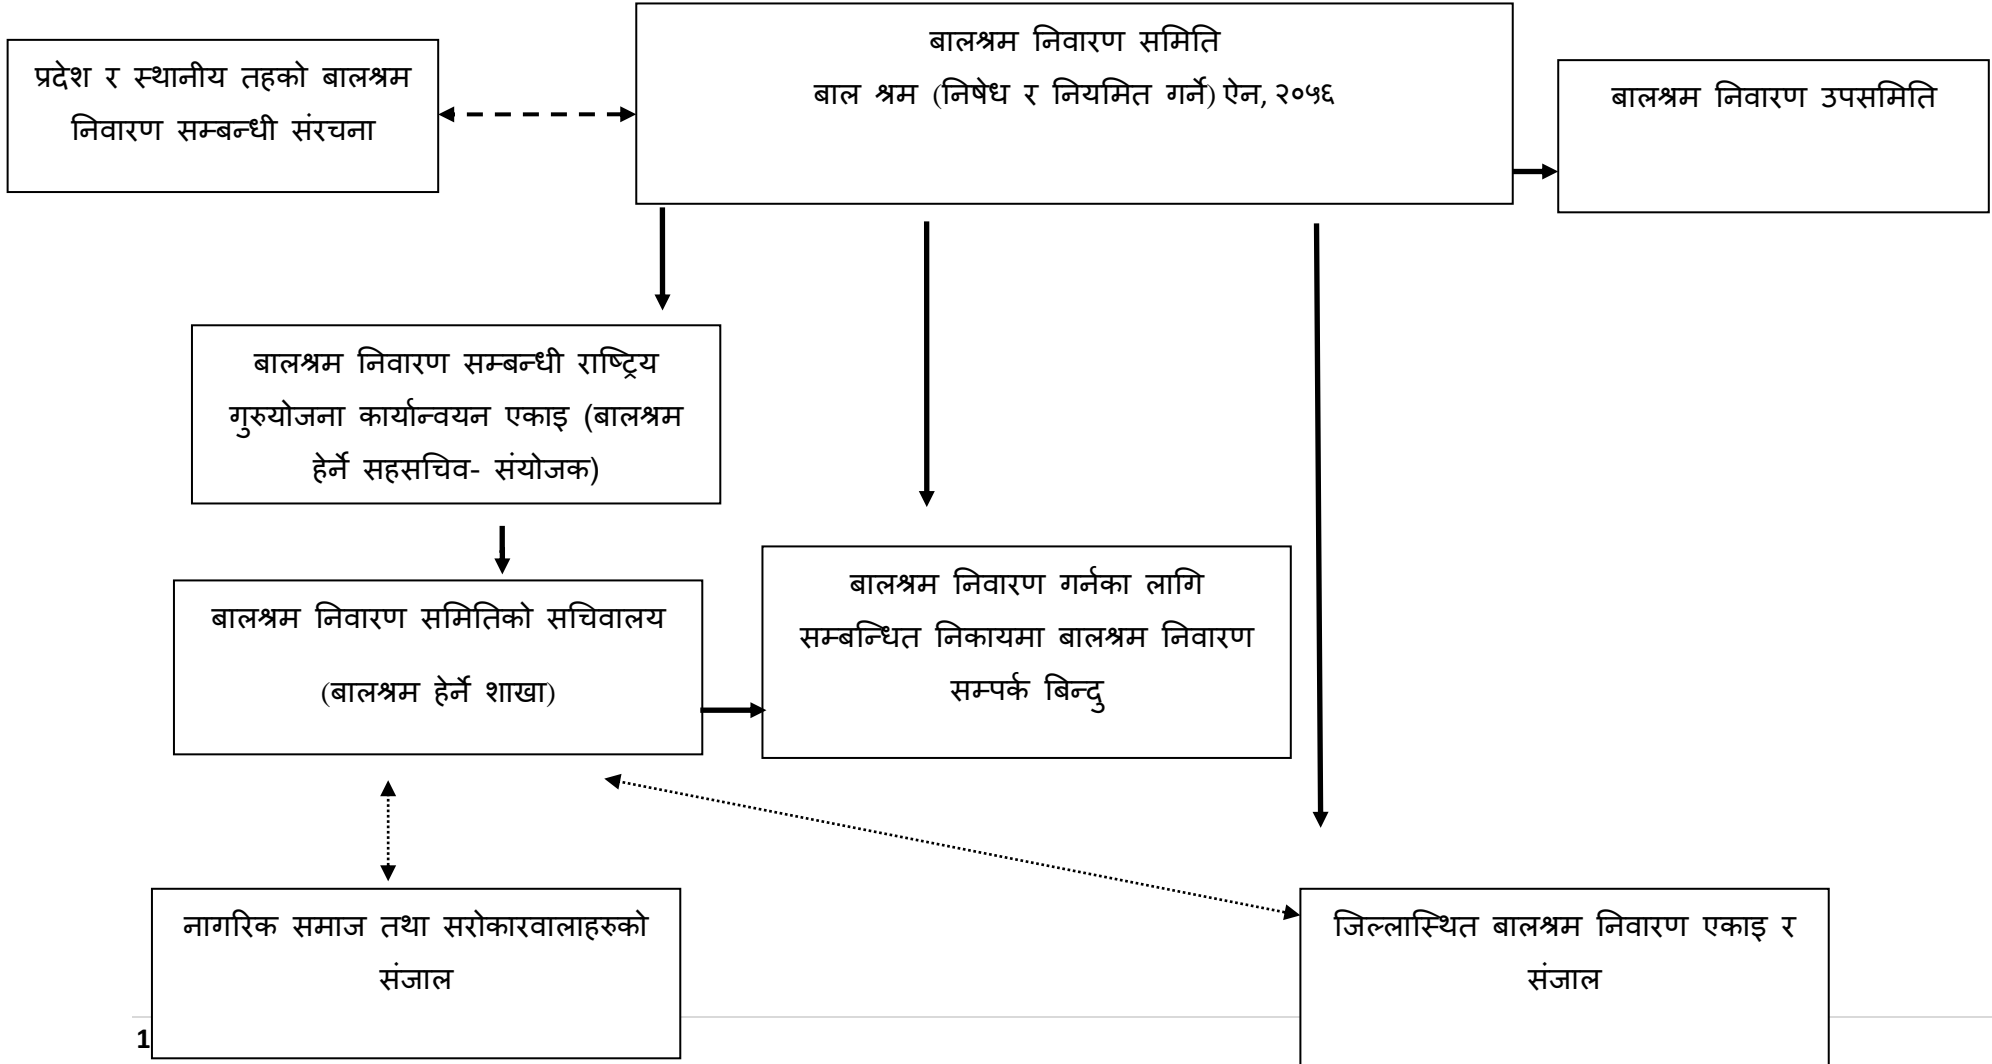 बालश्रम निवारण समिति
बाल श्रम (निषेध र नियमित गर्ने) ऐन, २०५६
प्रदेश र स्थानीय तहको बालश्रम
निवारण सम्बन्धी संरचना
बालश्रम निवारण उपसमिति
बालश्रम निवारण सम्बन्धी राष्ट्रिय
गुरुयोजना कार्यान्वयन एकाइ (बालश्रम
हेर्ने सहसचिव- संयोजक)
बालश्रम निवारण समितिको सचिवालय
(बालश्रम हेर्ने शाखा)
बालश्रम निवारण गर्नका लागि
सम्बन्धित निकायमा बालश्रम निवारण
सम्पर्क बिन्दु
नागरिक समाज तथा सरोकारवालाहरुको
संजाल
जिल्लास्थित बालश्रम निवारण एकाइ र
संजाल
1